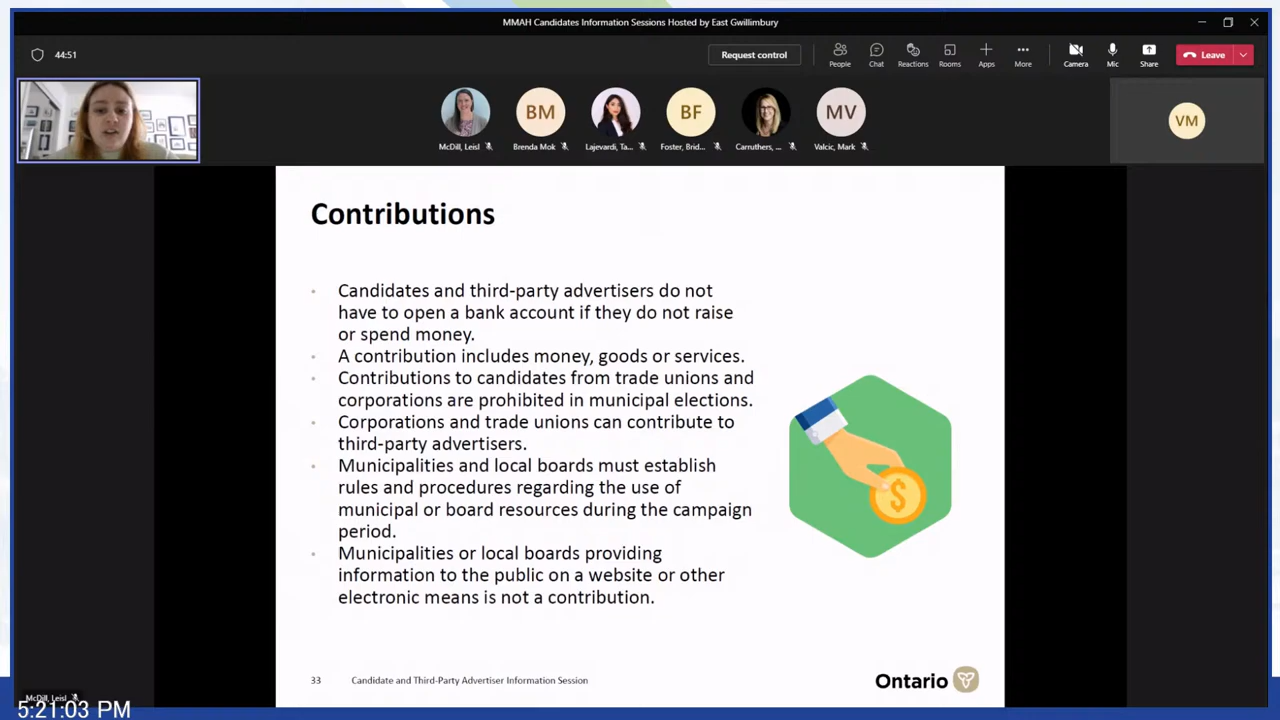 MMAH Candidates Information Sessions Hosted by East Gwillimbury
44:51
Request control
People
Chat
Reactions
Rooms
Apps
More
Camera
Mic
Share
Leave
BM
BF
MV
VM
McDill, Leisl
Brenda Mok
Lajevardi, Ta...
Foster, Brid...
Carruthers, ...
Valcic, Mark
Contributions
• Candidates and third-party advertisers do not
have to open a bank account if they do not raise
or spend money.
• A contribution includes money, goods or services.
• Contributions to candidates from trade unions and
corporations are prohibited in municipal elections.
• Corporations and trade unions can contribute to
third-party advertisers.
• Municipalities and local boards must establish
rules and procedures regarding the use of
municipal or board resources during the campaign
period.
• Municipalities or local boards providing
information to the public on a website or other
electronic means is not a contribution.
$
33 Candidate and Third-Party Advertiser Information Session
Ontario
McDill, Leisl
5:21:03 PM